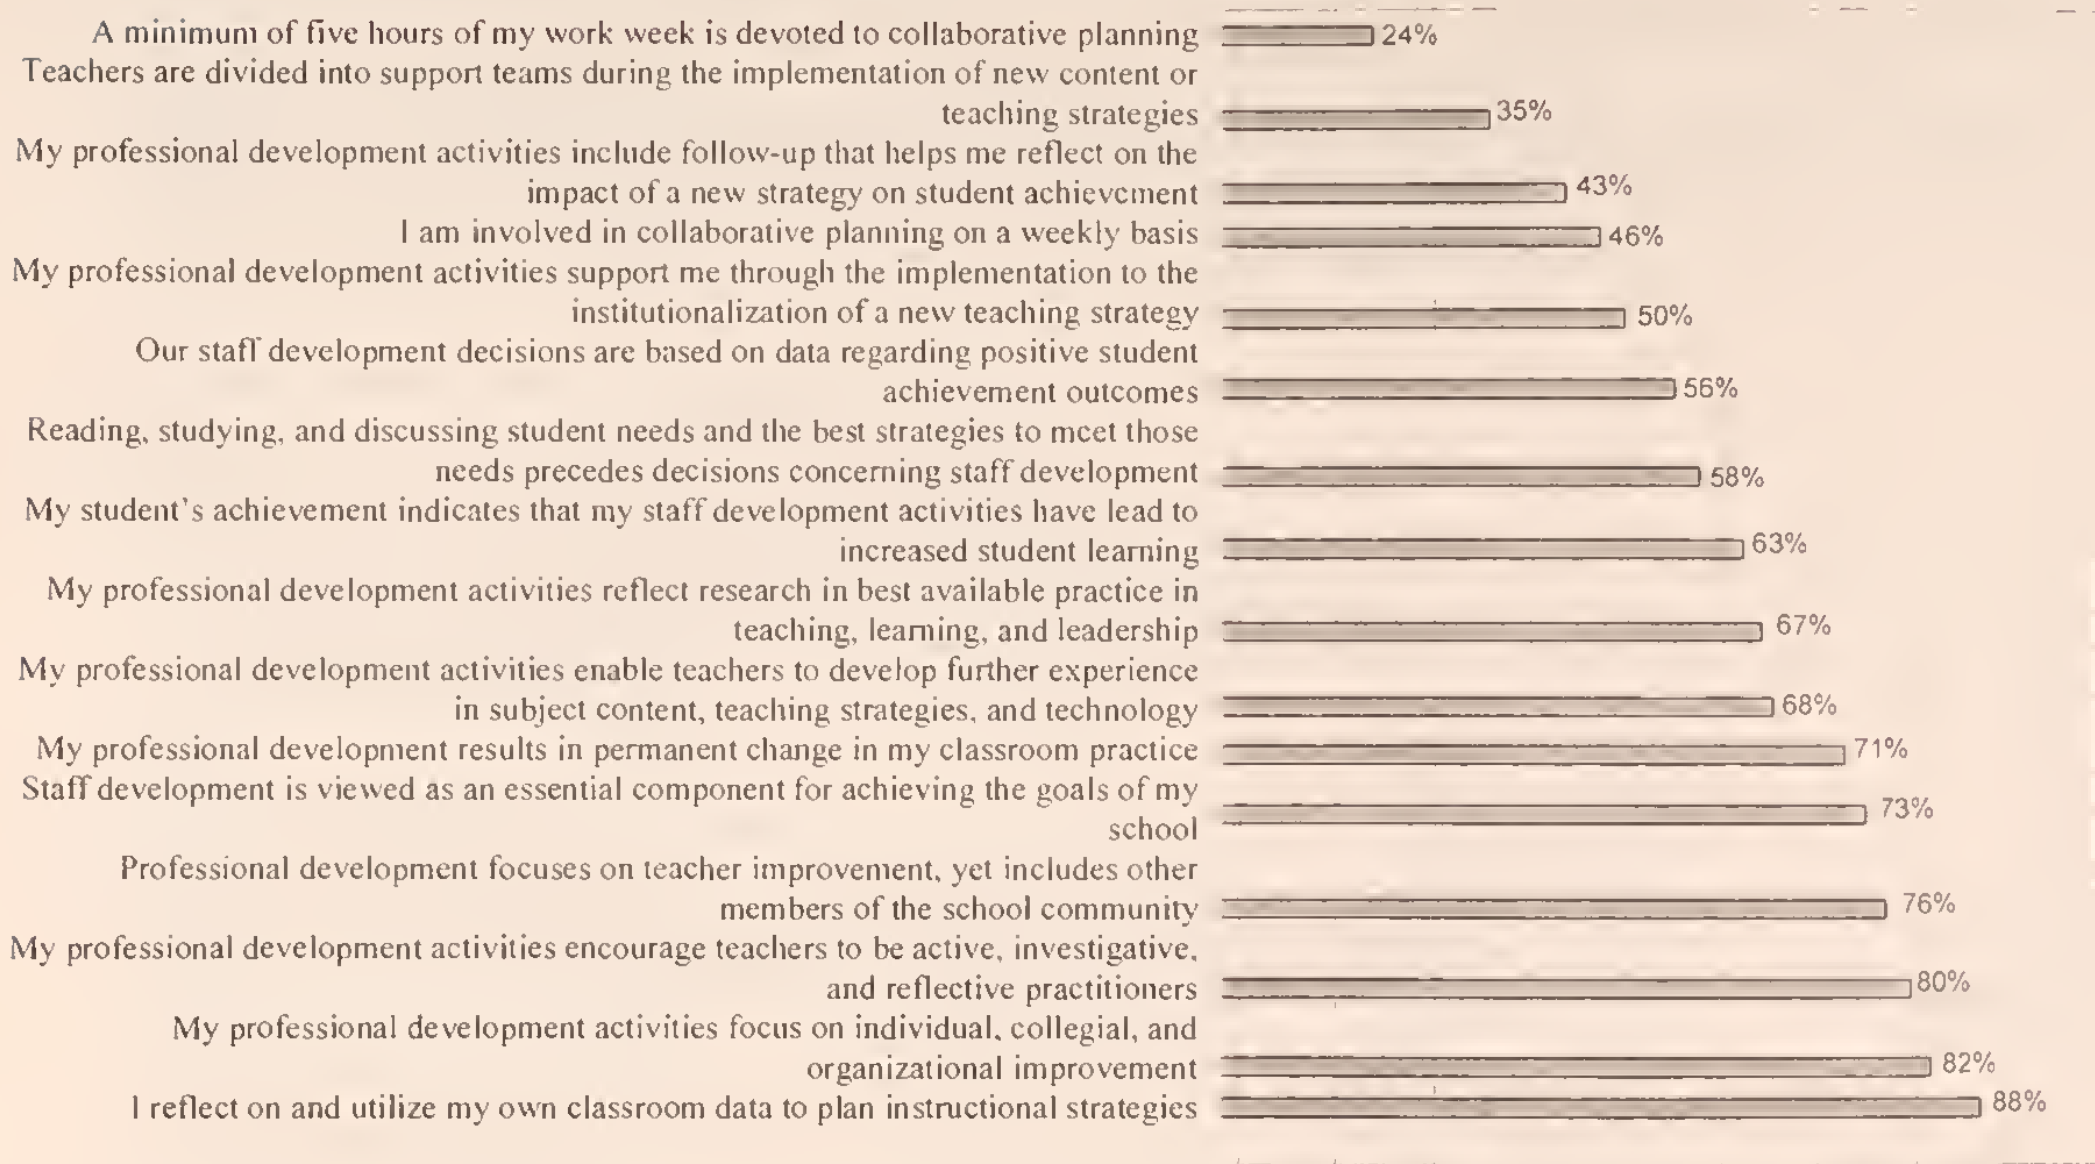 A minimum of five hours of my work week is devoted to collaborative planning 24%
Teachers are divided into support teams during the implementation of new content or
teaching strategies 35%
My professional development activities include follow-up that helps me reflect on the
impact of a new strategy on student achievement 43%
I am involved in collaborative planning on a weekly basis 46%
My professional development activities support me through the implementation to the
institutionalization of a new teaching strategy 50%
Our staff development decisions are based on data regarding positive student
achievement outcomes 56%
Reading, studying, and discussing student needs and the best strategies to meet those
needs precedes decisions concerning staff development 58%
My student's achievement indicates that my staff development activities have lead to
increased student learning 63%
My professional development activities reflect research in best available practice in
teaching, learning, and leadership 67%
My professional development activities enable teachers to develop further experience
in subject content, teaching strategies, and technology 68%
My professional development results in permanent change in my classroom practice 71%
Staff development is viewed as an essential component for achieving the goals of my
school 73%
Professional development focuses on teacher improvement, yet includes other
members of the school community 76%
My professional development activities encourage teachers to be active, investigative,
and reflective practitioners 80%
My professional development activities focus on individual, collegial, and
organizational improvement 82%
I reflect on and utilize my own classroom data to plan instructional strategies 88%